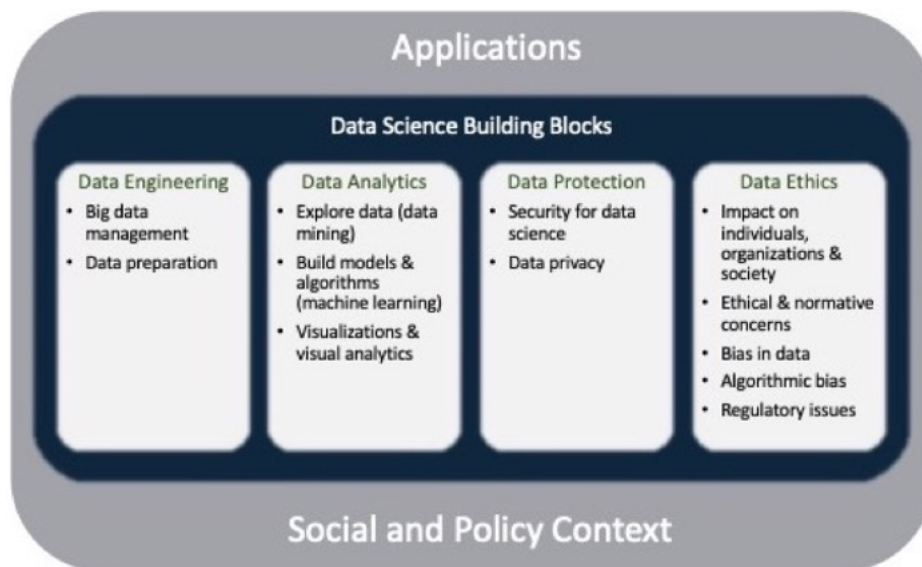 Applications
Data Science Building Blocks
Data Engineering
• Big data
management
• Data preparation
Data Analytics
• Explore data (data
mining)
• Build models &
algorithms
(machine learning)
• Visualizations &
visual analytics
Data Protection
• Security for data
science
• Data privacy
Data Ethics
• Impact on
individuals,
organizations &
society
• Ethical & normative
concerns
• Bias in data
• Algorithmic bias
• Regulatory issues
Social and Policy Context